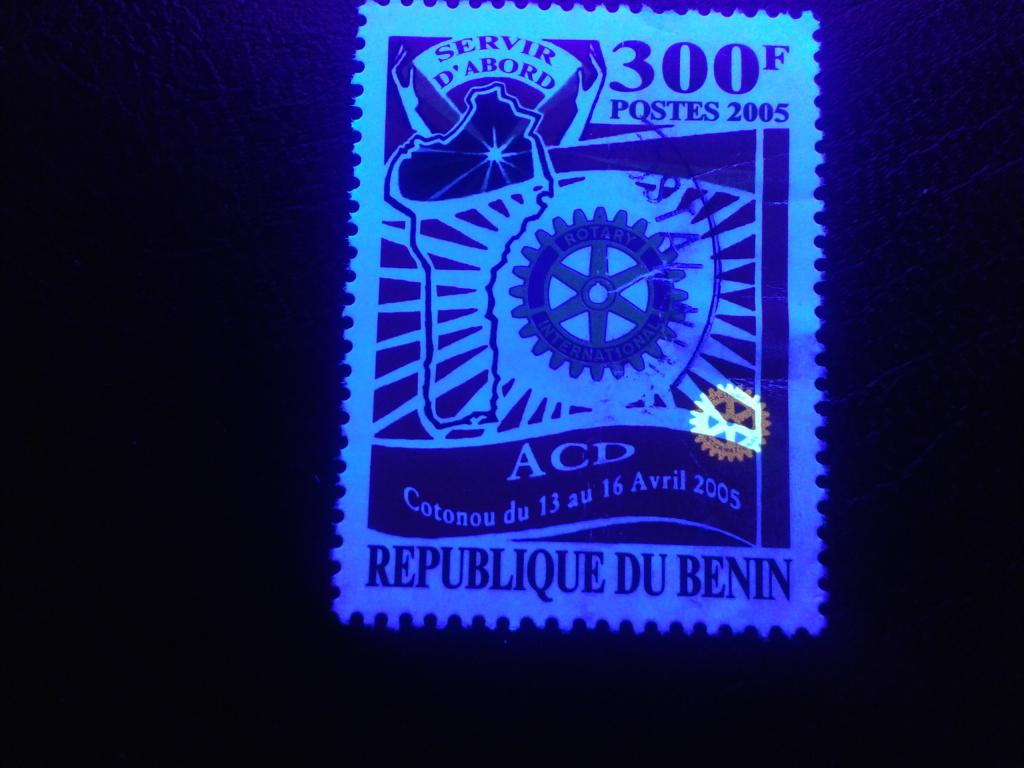 SERVIR
D'ABORD
300F
POSTES 2005
ROTARY
INTERNATIONAL
ACD
Cotonou du 13 au 16 Avril 2005
REPUBLIQUE DU BENIN